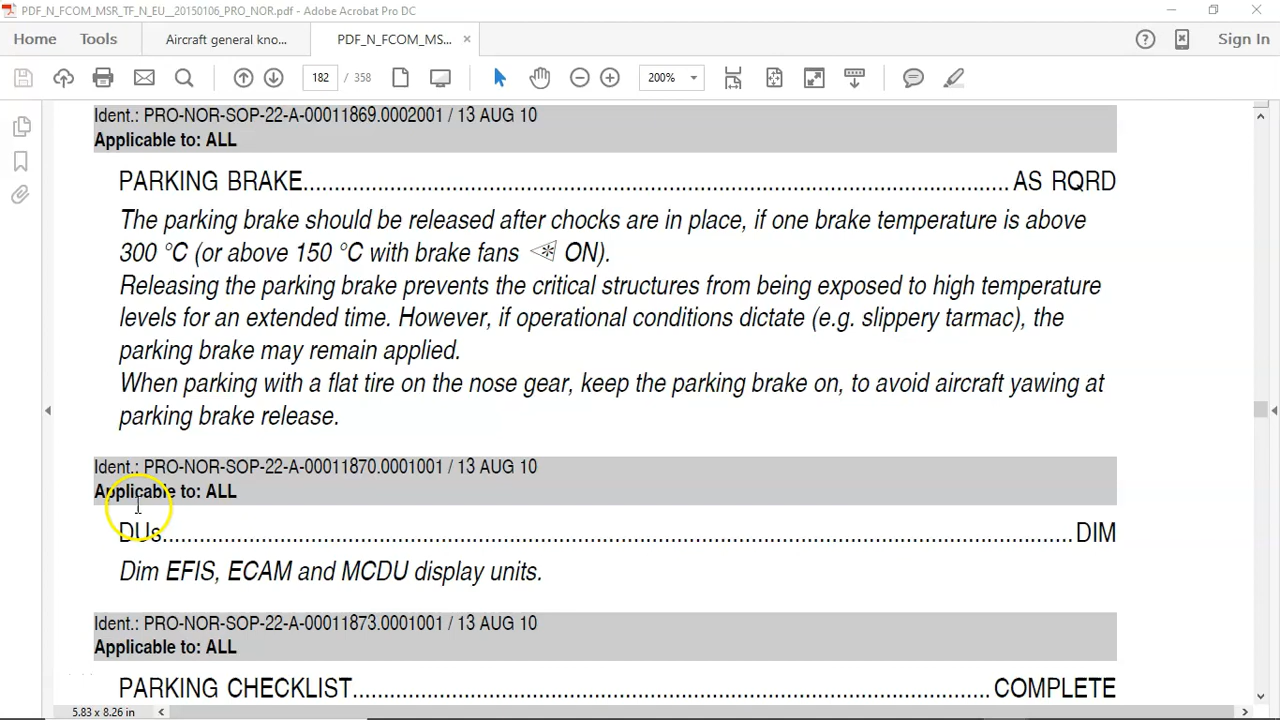 PDF_N_FCOM_MSR_TF_N_EU__20150106_PRO_NOR.pdf - Adobe Acrobat Pro DC
Home Tools Aircraft general kno... PDF_N_FCOM_MS... × Sign In
182 / 358 200%
Ident.: PRO-NOR-SOP-22-A-00011869.0002001 / 13 AUG 10
Applicable to: ALL
PARKING BRAKE.................................................................................................................AS RQRD
The parking brake should be released after chocks are in place, if one brake temperature is above
300 °C (or above 150 °C with brake fans ON).
Releasing the parking brake prevents the critical structures from being exposed to high temperature
levels for an extended time. However, if operational conditions dictate (e.g. slippery tarmac), the
parking brake may remain applied.
When parking with a flat tire on the nose gear, keep the parking brake on, to avoid aircraft yawing at
parking brake release.
Ident.: PRO-NOR-SOP-22-A-00011870.0001001 / 13 AUG 10
Applicable to: ALL
DUs.................................................................................................................................................DIM
Dim EFIS, ECAM and MCDU display units.
Ident.: PRO-NOR-SOP-22-A-00011873.0001001 / 13 AUG 10
Applicable to: ALL
PARKING CHECKLIST.....................................................................................................COMPLETE
5.83 x 8.26 in